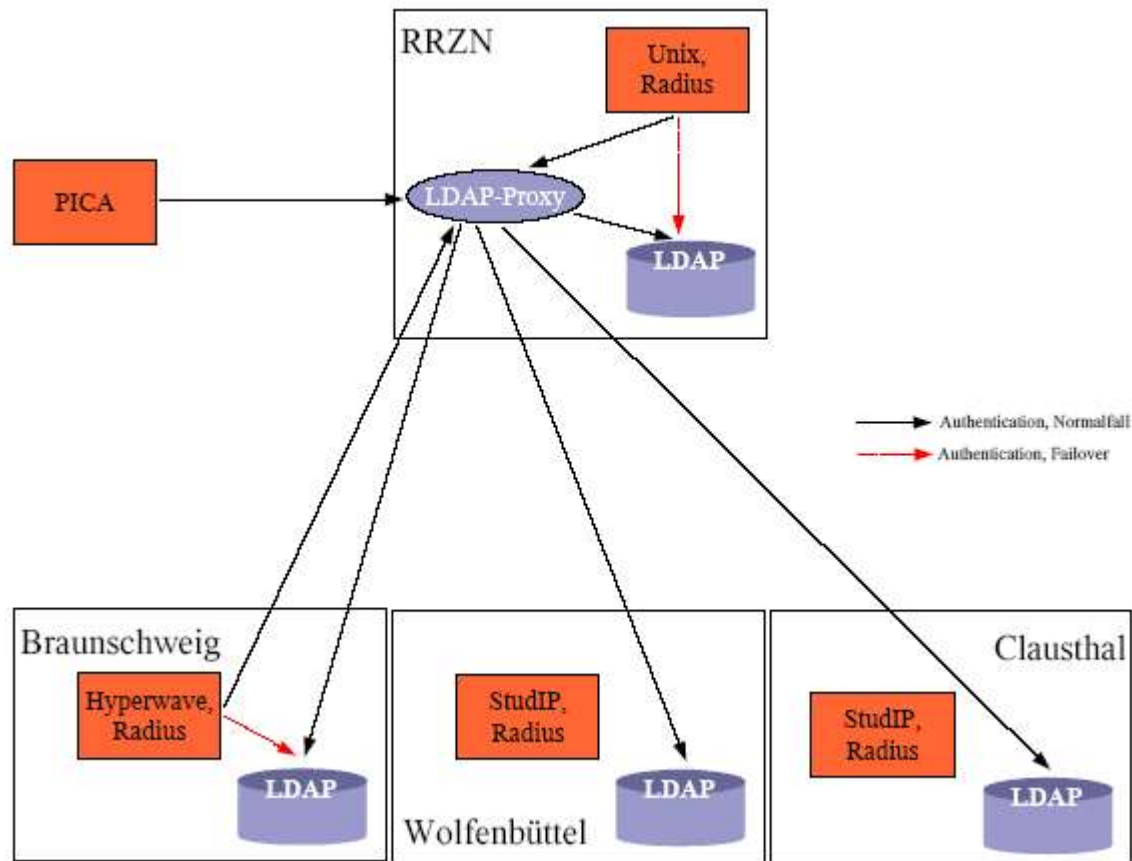 RRZN
Unix,
Radius
PICA
LDAP-Proxy
LDAP
Authentication, Normalfall
Authentication, Failover
Braunschweig
Hyperwave,
Radius
LDAP
StudIP,
Radius
LDAP
Wolfenbüttel
Clausthal
StudIP,
Radius
LDAP